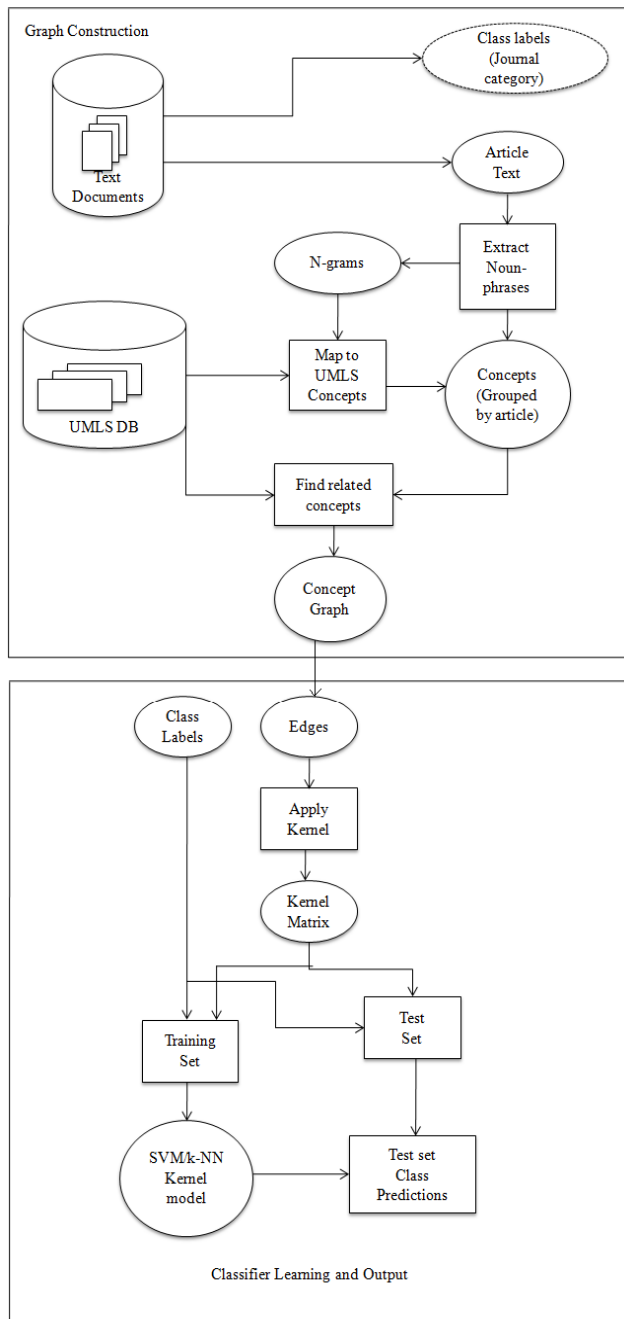 Graph Construction
Class labels
(Journal
category)
Text
Documents
Article
Text
Extract
Noun-
phrases
N-grams
Map to
UMLS
Concepts
Concepts
(Grouped
by article)
UMLS DB
Find related
concepts
Concept
Graph
Class
Labels
Edges
Apply
Kernel
Kernel
Matrix
Training
Set
Test
Set
SVM/k-NN
Kernel
model
Test set
Class
Predictions
Classifier Learning and Output